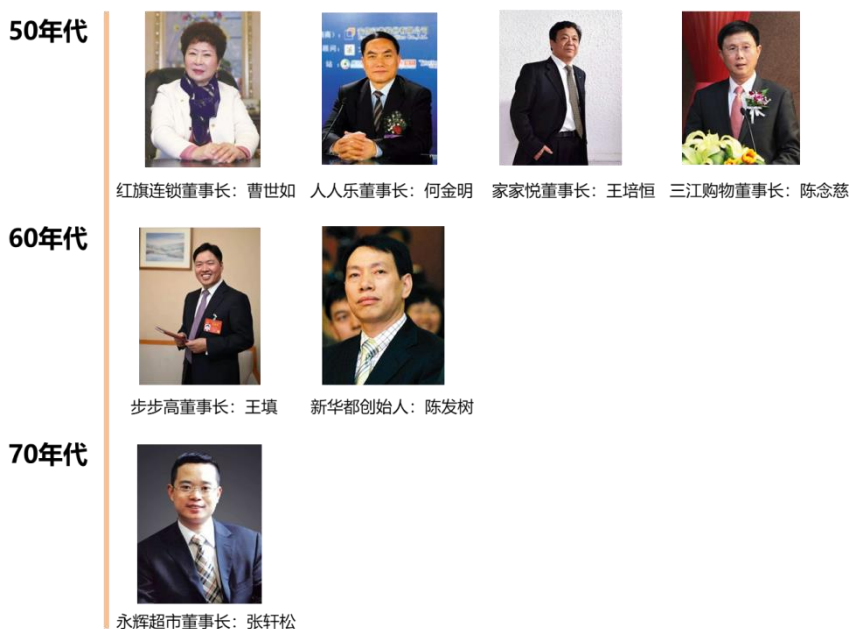 50年代
红旗连锁董事长：曹世如
人人乐董事长：何金明
家家悦董事长：王培恒
三江购物董事长：陈念慈
60年代
步步高董事长：王填
新华都创始人：陈发树
70年代
永辉超市董事长：张轩松